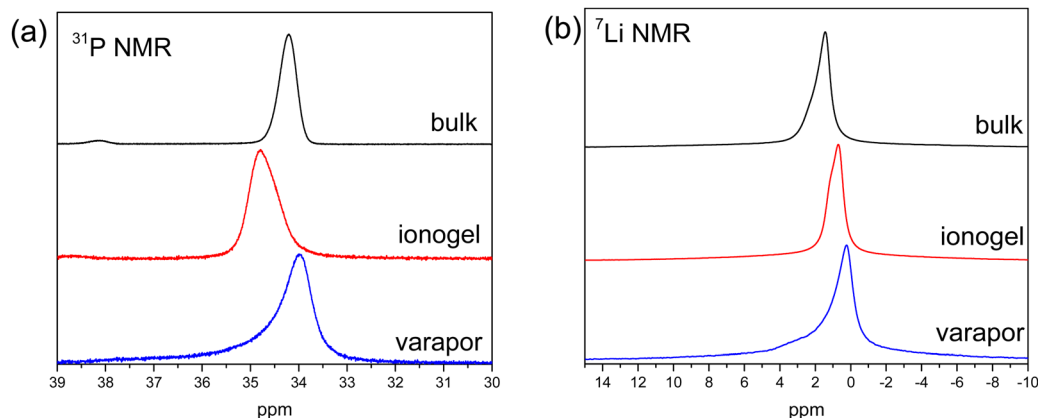 (a)
³¹P NMR
bulk
ionogel
varapor
39 38 37 36 35 34 33 32 31 30
ppm
(b)
⁷Li NMR
bulk
ionogel
varapor
14 12 10 8 6 4 2 0 -2 -4 -6 -8 -10
ppm